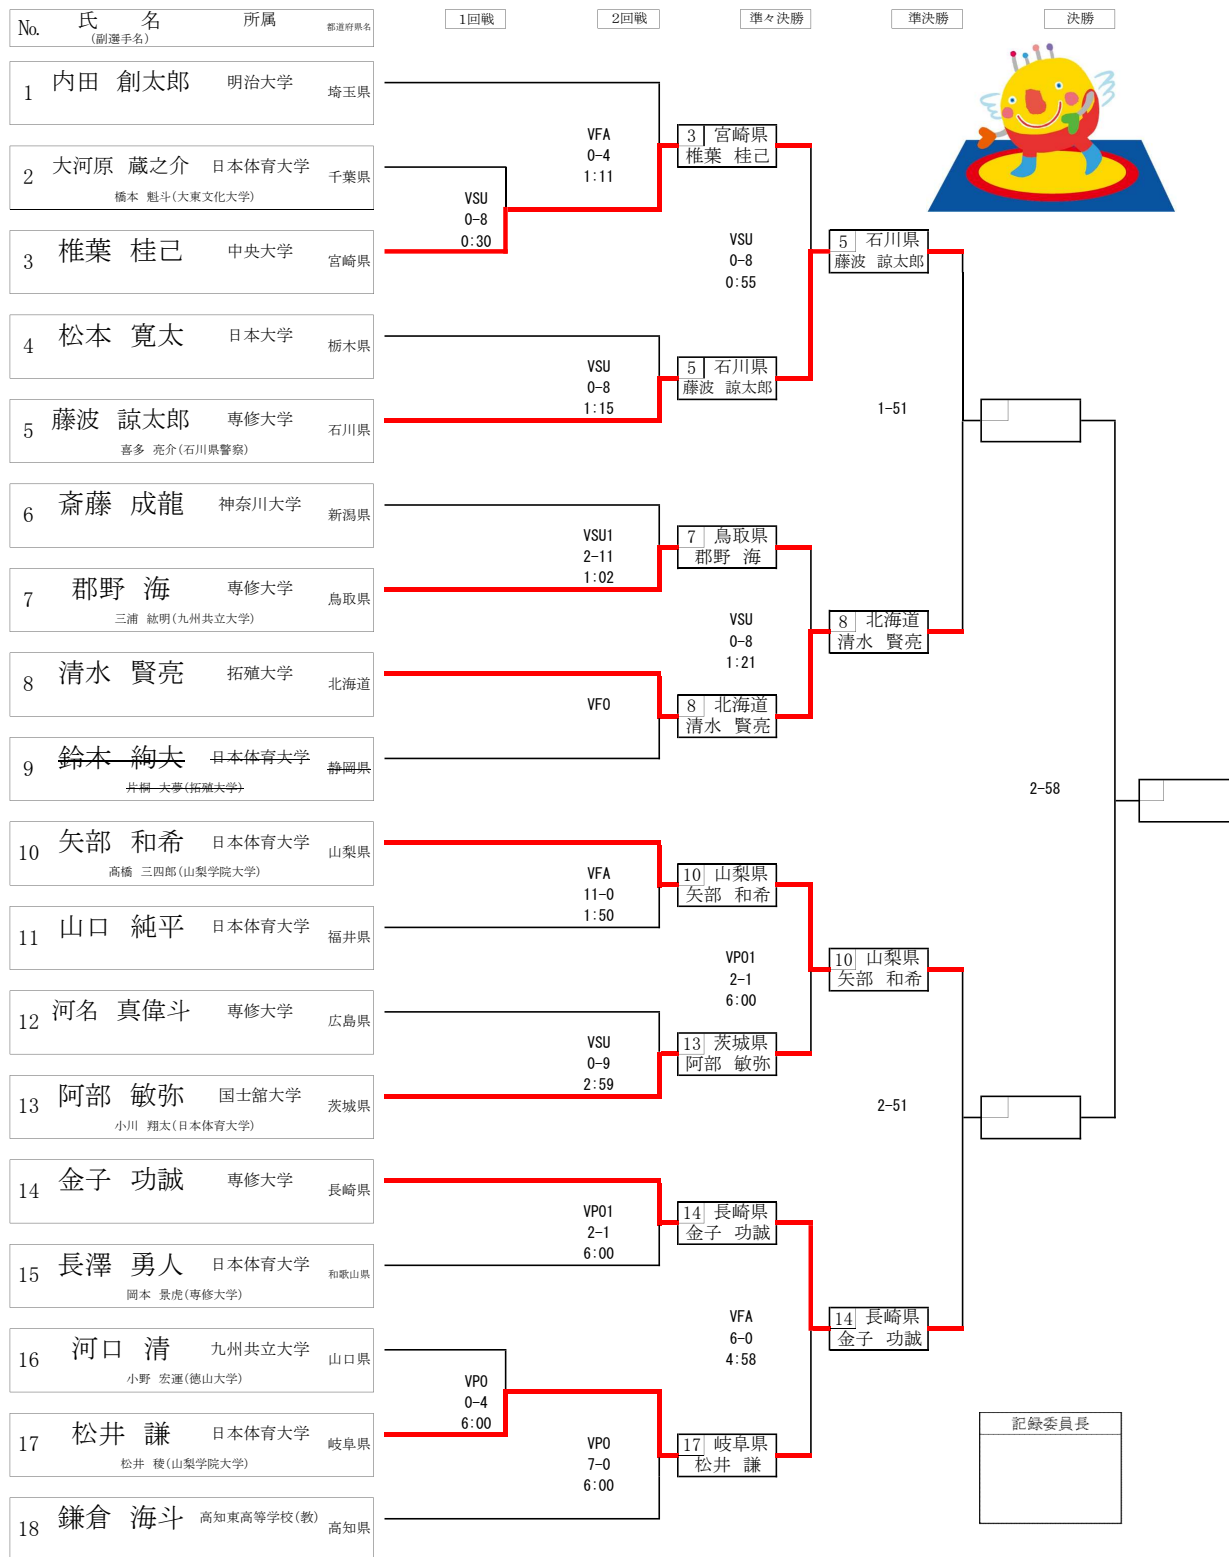 No. 氏　名 所属 都道府県名 1回戦 2回戦 準々決勝 準決勝 決勝
(副選手名)
1 内田 創太郎 明治大学 埼玉県
2 大河原 蔵之介 日本体育大学 千葉県
橋本 魁斗(大東文化大学)
3 椎葉 桂己 中央大学 宮崎県
4 松本 寛太 日本大学 栃木県
5 藤波 諒太郎 専修大学 石川県
喜多 亮介(石川県警察)
6 斎藤 成龍 神奈川大学 新潟県
7 郡野 海 専修大学 鳥取県
三浦 紘明(九州共立大学)
8 清水 賢亮 拓殖大学 北海道
9 鈴木 絢大 日本体育大学 静岡県
片桐 大夢(拓殖大学)
10 矢部 和希 日本体育大学 山梨県
髙橋 三四郎(山梨学院大学)
11 山口 純平 日本体育大学 福井県
12 河名 真偉斗 専修大学 広島県
13 阿部 敏弥 国士舘大学 茨城県
小川 翔太(日本体育大学)
14 金子 功誠 専修大学 長崎県
15 長澤 勇人 日本体育大学 和歌山県
岡本 景虎(専修大学)
16 河口 清 九州共立大学 山口県
小野 宏運(徳山大学)
17 松井 謙 日本体育大学 岐阜県
松井 稜(山梨学院大学)
18 鎌倉 海斗 高知東高等学校(教) 高知県
VSU
0-8
0:30
VPO
0-4
6:00
VFA
0-4
1:11
VSU
0-8
1:15
VSU1
2-11
1:02
VFO
VFA
11-0
1:50
VSU
0-9
2:59
VPO1
2-1
6:00
VPO
7-0
6:00
3 宮崎県
椎葉 桂己
5 石川県
藤波 諒太郎
7 鳥取県
郡野 海
8 北海道
清水 賢亮
10 山梨県
矢部 和希
13 茨城県
阿部 敏弥
14 長崎県
金子 功誠
17 岐阜県
松井 謙
VSU
0-8
0:55
VSU
0-8
1:21
VPO1
2-1
6:00
VFA
6-0
4:58
5 石川県
藤波 諒太郎
8 北海道
清水 賢亮
10 山梨県
矢部 和希
14 長崎県
金子 功誠
1-51
2-51
2-58
記録委員長